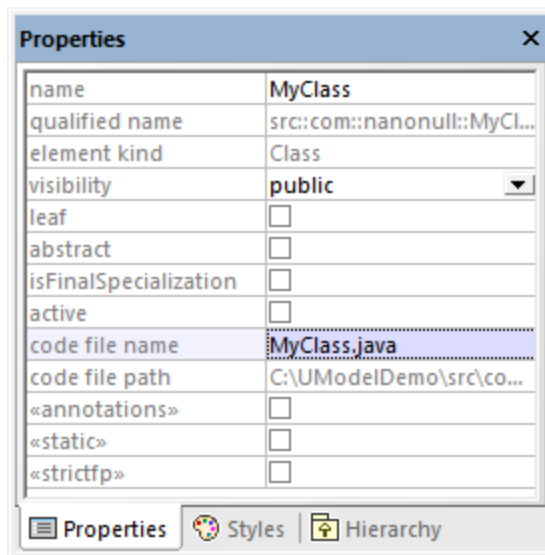 Properties
name MyClass
qualified name src::com::nanonull::MyCl...
element kind Class
visibility public
leaf
abstract
isFinalSpecialization
active
code file name MyClass.java
code file path C:\UModelDemo\src\co...
«annotations»
«static»
«strictfp»
Properties Styles Hierarchy